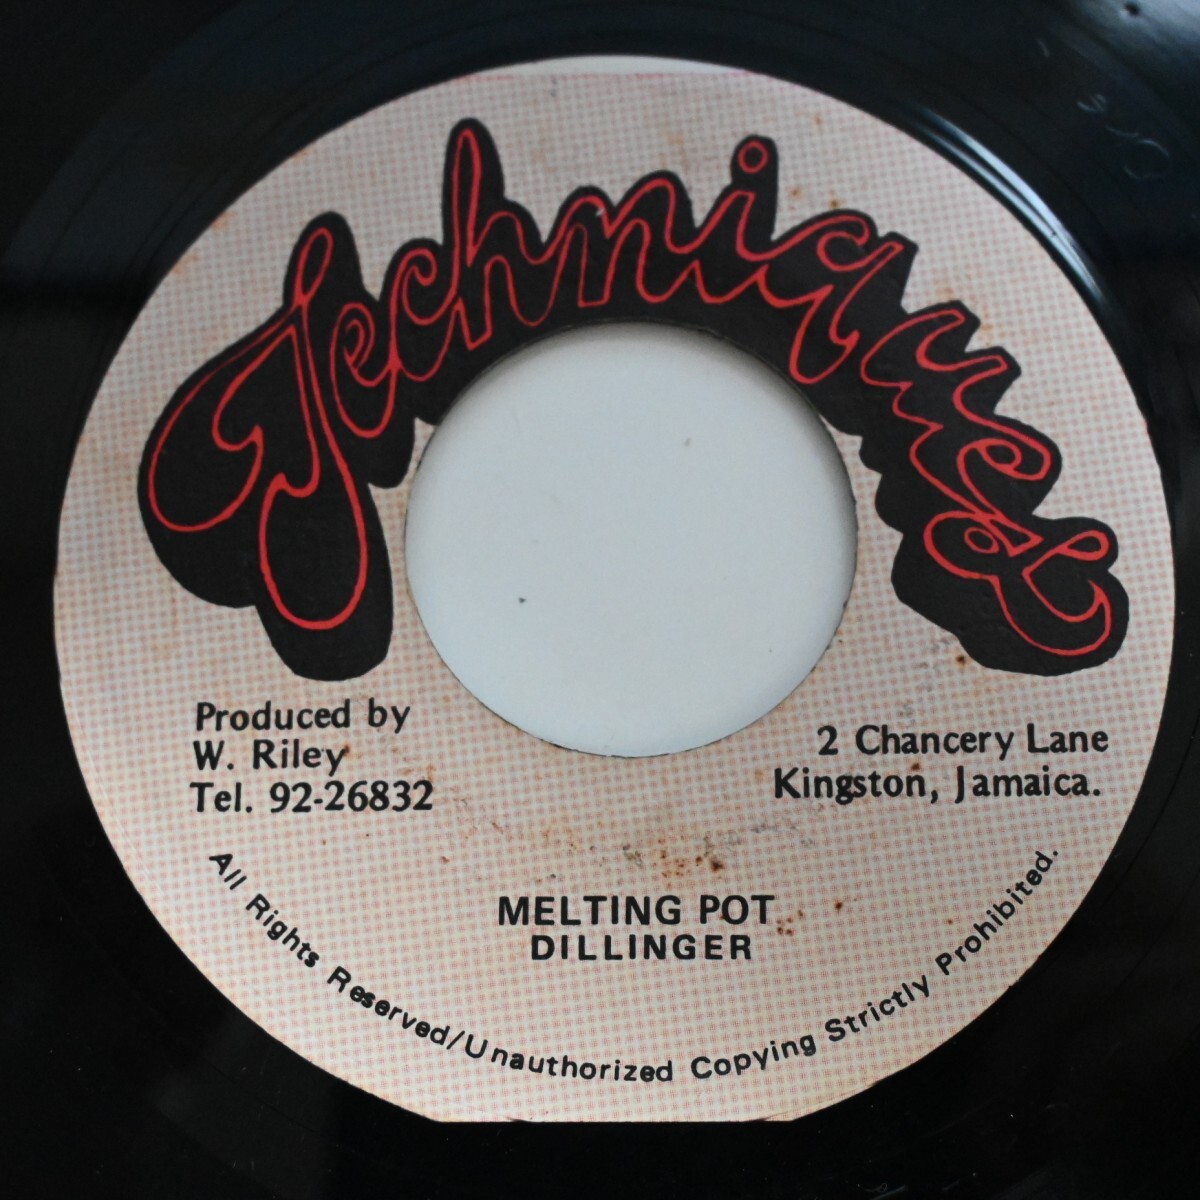 Techniques
Produced by
W. Riley
Tel. 92-26832
2 Chancery Lane
Kingston, Jamaica.
MELTING POT
DILLINGER
All Rights Reserved/Unauthorized Copying Strictly Prohibited.